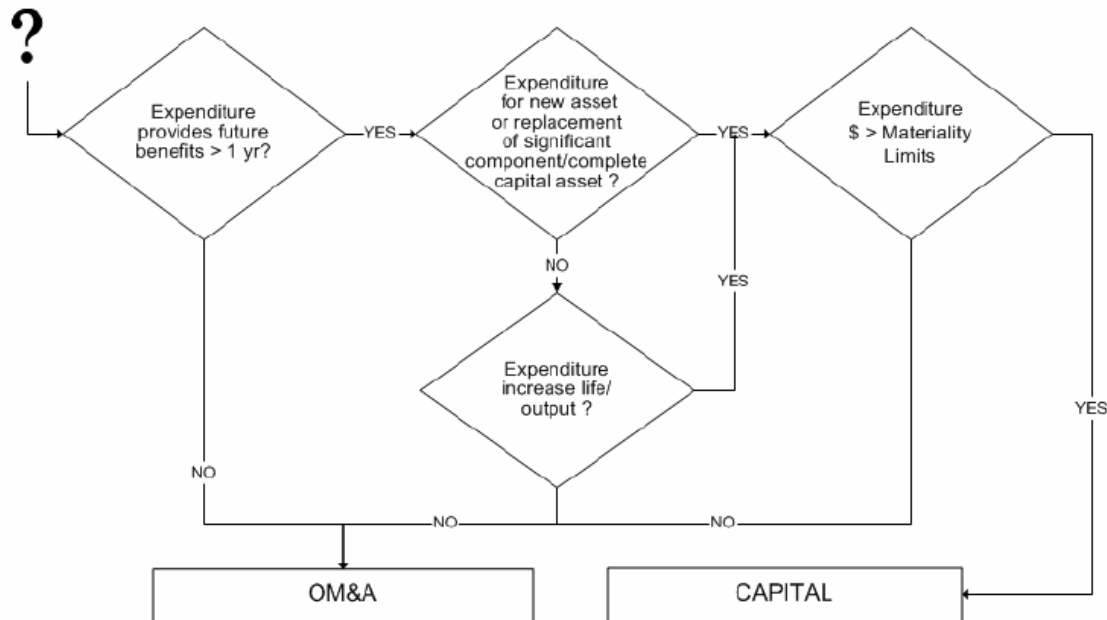 ?
Expenditure
provides future
benefits > 1 yr?
YES
Expenditure
for new asset
or replacement
of significant
component/complete
capital asset ?
YES
Expenditure
$ > Materiality
Limits
NO
YES
Expenditure
increase life/
output ?
YES
NO
NO
NO
OM&A
CAPITAL